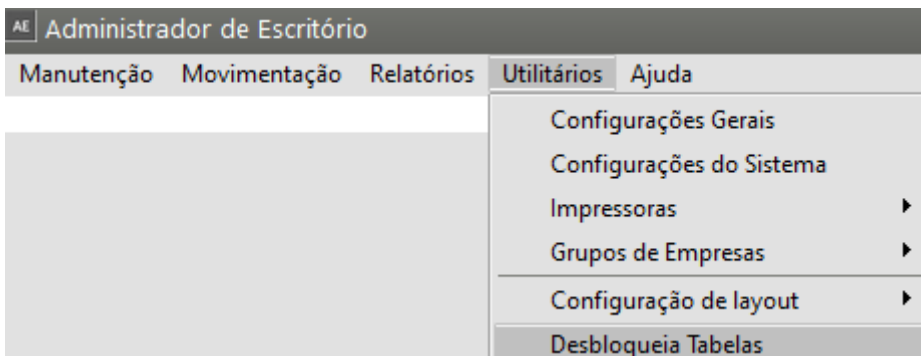 AE Administrador de Escritório
Manutenção Movimentação Relatórios Utilitários Ajuda
Configurações Gerais
Configurações do Sistema
Impressoras
Grupos de Empresas
Configuração de layout
Desbloqueia Tabelas